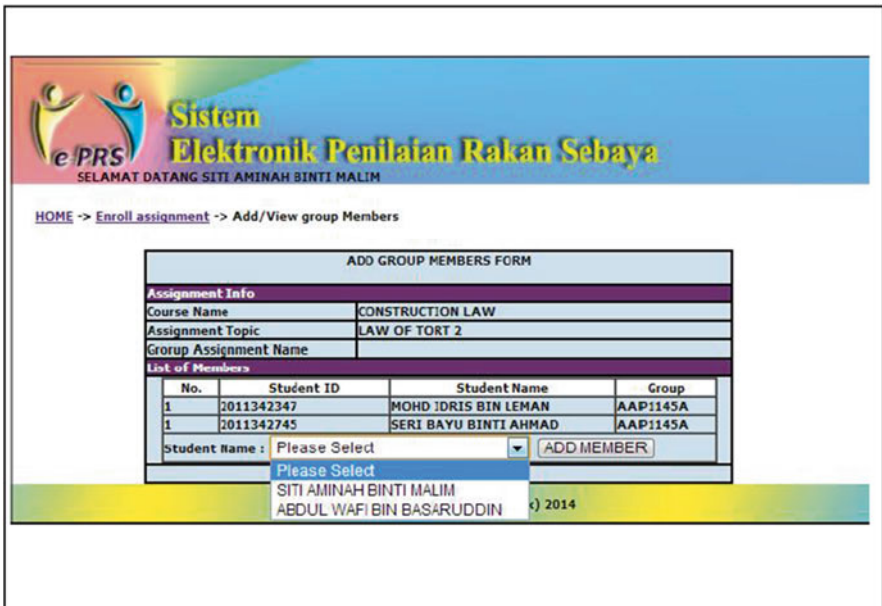 e PRS
Sistem
Elektronik Penilaian Rakan Sebaya
SELAMAT DATANG SITI AMINAH BINTI MALIM
HOME -> Enroll assignment -> Add/View group Members
ADD GROUP MEMBERS FORM
Assignment Info
Course Name CONSTRUCTION LAW
Assignment Topic LAW OF TORT 2
Grorup Assignment Name
List of Members
No. Student ID Student Name Group
1 2011342347 MOHD IDRIS BIN LEMAN AAP1145A
1 2011342745 SERI BAYU BINTI AHMAD AAP1145A
Student Name : Please Select ADD MEMBER
Please Select
SITI AMINAH BINTI MALIM
ABDUL WAFI BIN BASARUDDIN
) 2014